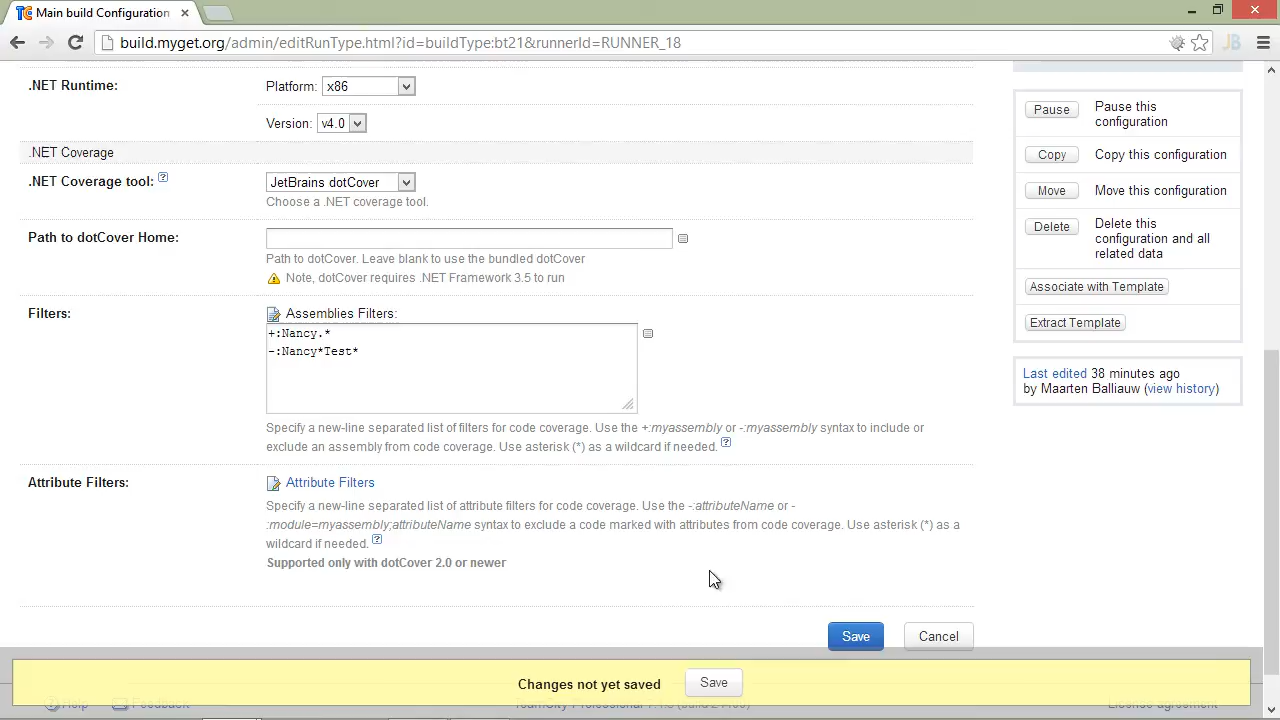 Main build Configuration
build.myget.org/admin/editRunType.html?id=buildType:bt21&runnerId=RUNNER_18
.NET Runtime:
Platform: x86
Version: v4.0
.NET Coverage
.NET Coverage tool:
JetBrains dotCover
Choose a .NET coverage tool.
Path to dotCover Home:
Path to dotCover. Leave blank to use the bundled dotCover
Note, dotCover requires .NET Framework 3.5 to run
Filters:
Assemblies Filters:
+:Nancy.*
-:Nancy*Test*
Specify a new-line separated list of filters for code coverage. Use the +:myassembly or -:myassembly syntax to include or
exclude an assembly from code coverage. Use asterisk (*) as a wildcard if needed.
Attribute Filters:
Attribute Filters
Specify a new-line separated list of attribute filters for code coverage. Use the -:attributeName or -
:module=myassembly;attributeName syntax to exclude a code marked with attributes from code coverage. Use asterisk (*) as a
wildcard if needed.
Supported only with dotCover 2.0 or newer
Save
Cancel
Pause
Pause this
configuration
Copy
Copy this configuration
Move
Move this configuration
Delete
Delete this
configuration and all
related data
Associate with Template
Extract Template
Last edited 38 minutes ago
by Maarten Balliauw (view history)
Changes not yet saved
Save
Help
Feedback
TeamCity Professional
License agreement